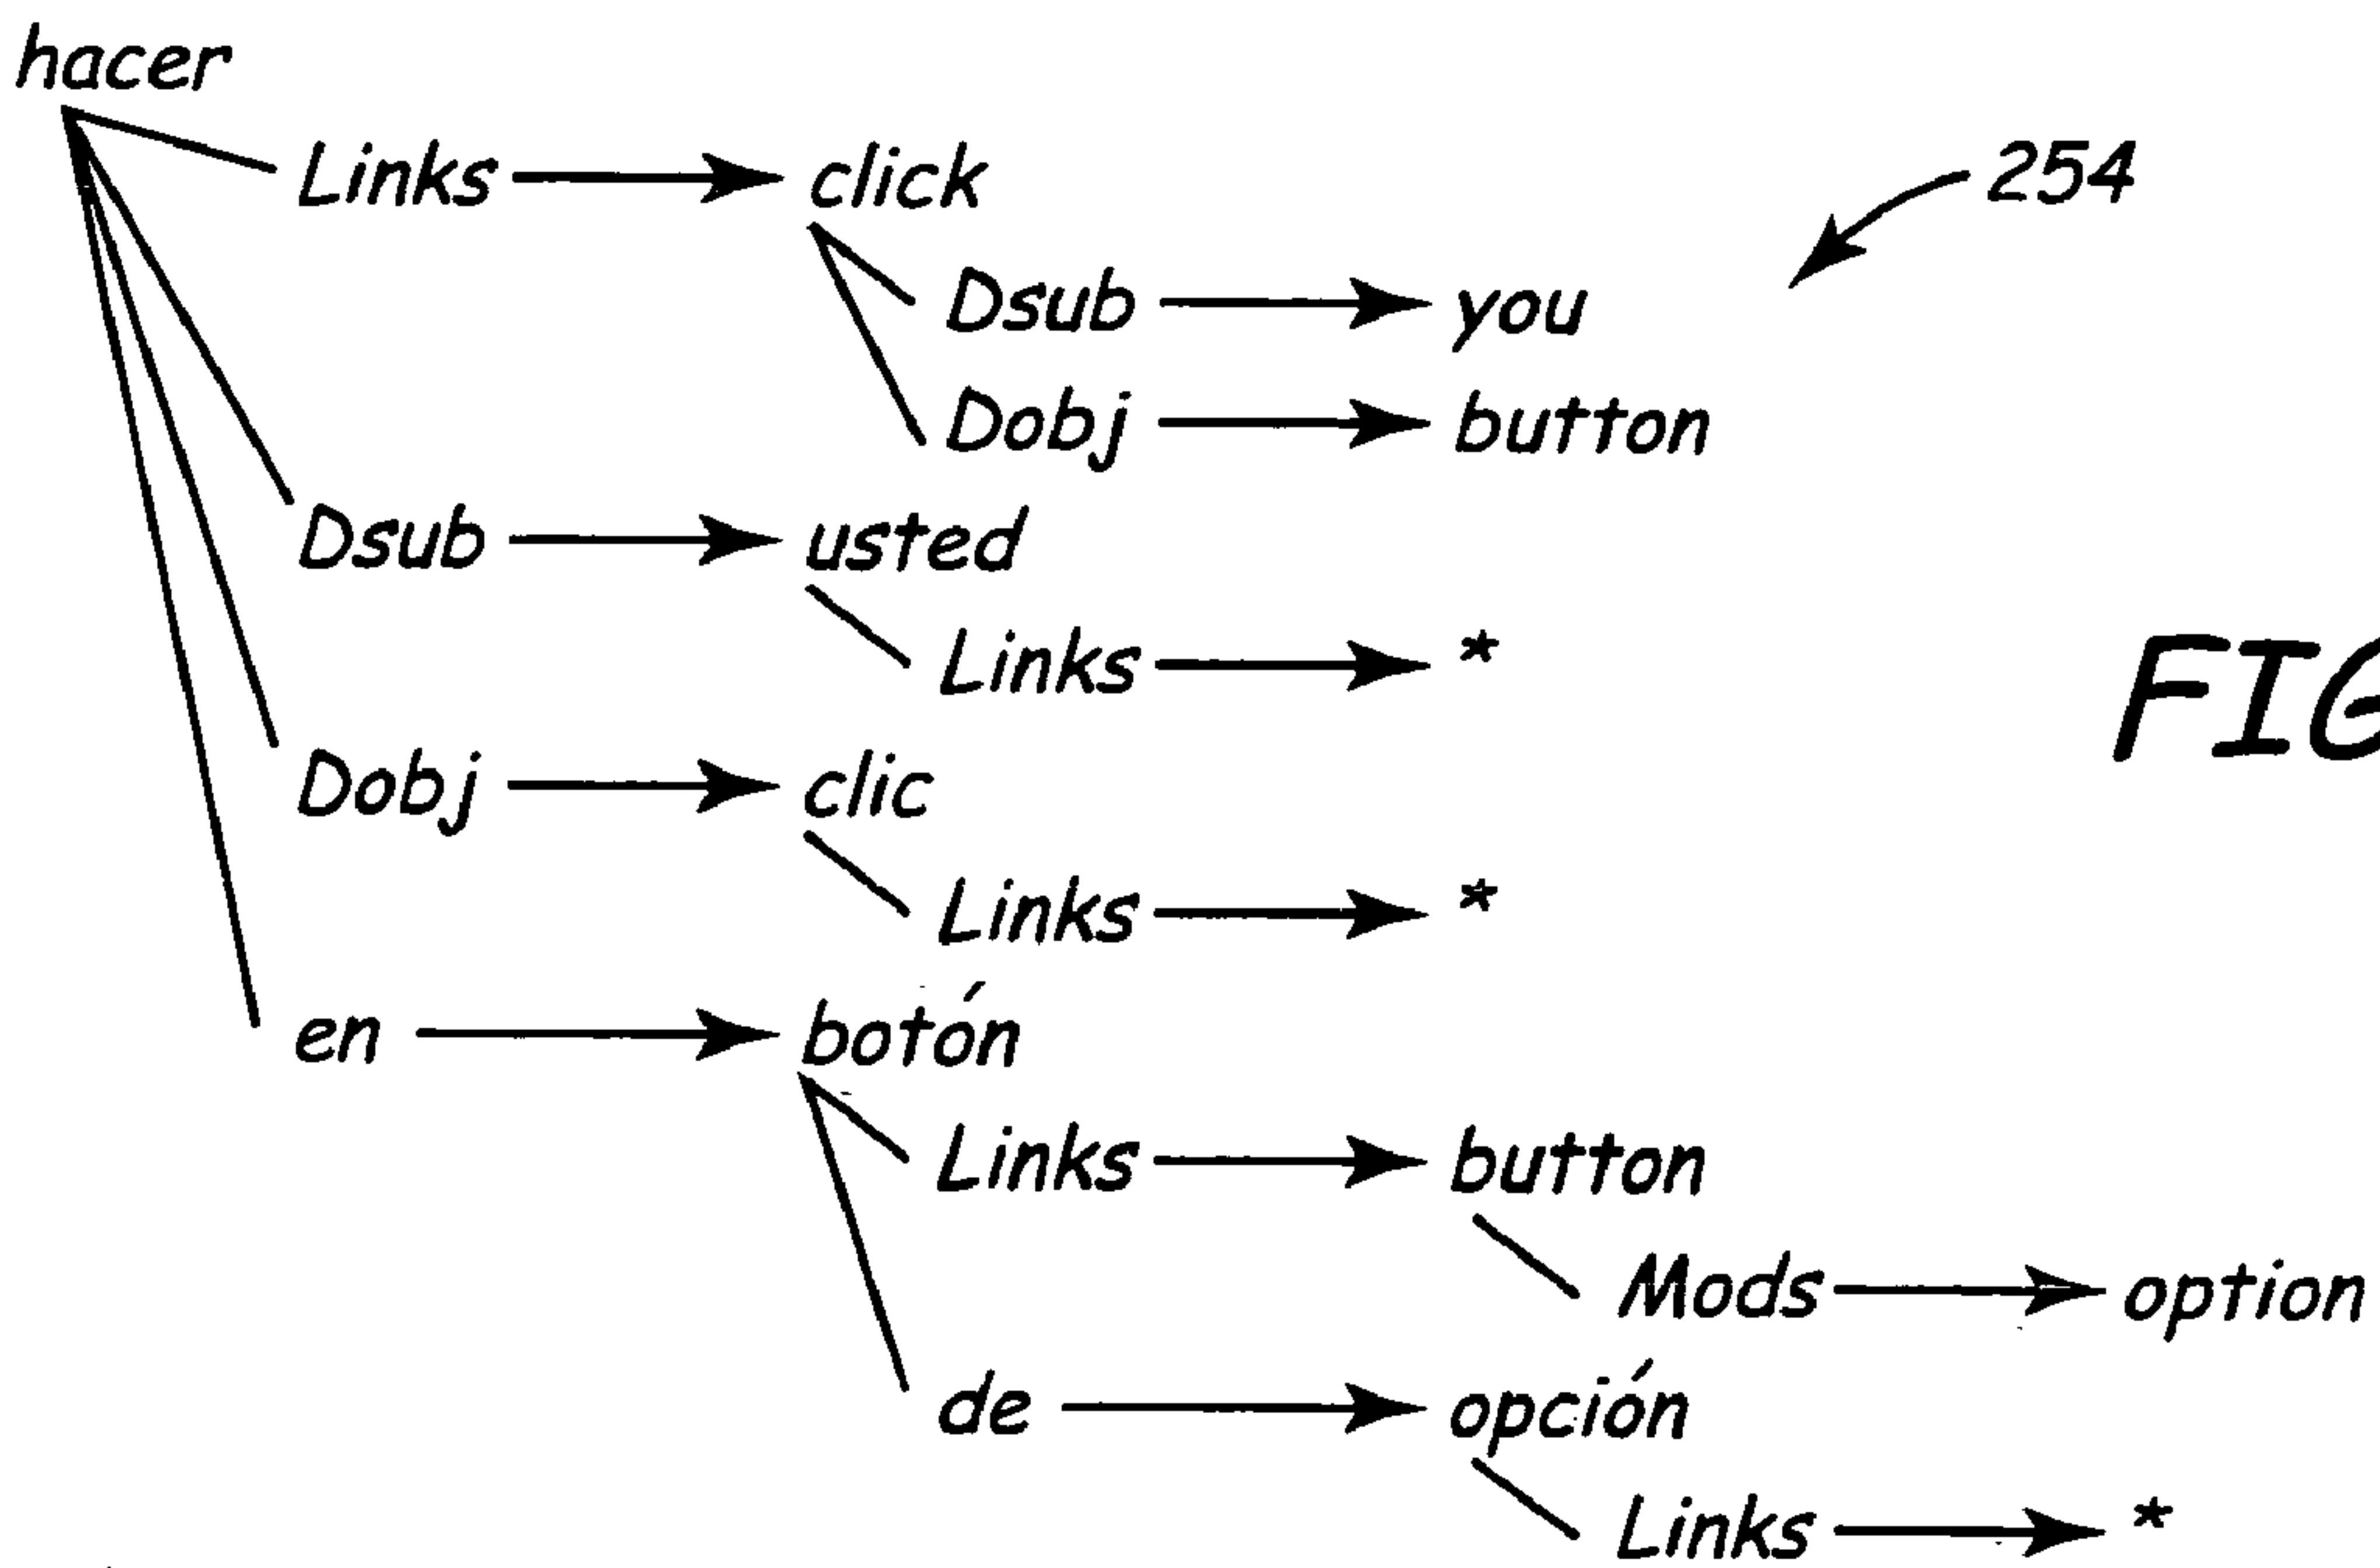 hacer
Links click 254
Dsub you
Dobj button
Dsub usted
Links *
FIG
Dobj clic
Links *
en botón
Links button
Mods option
de opción
Links *